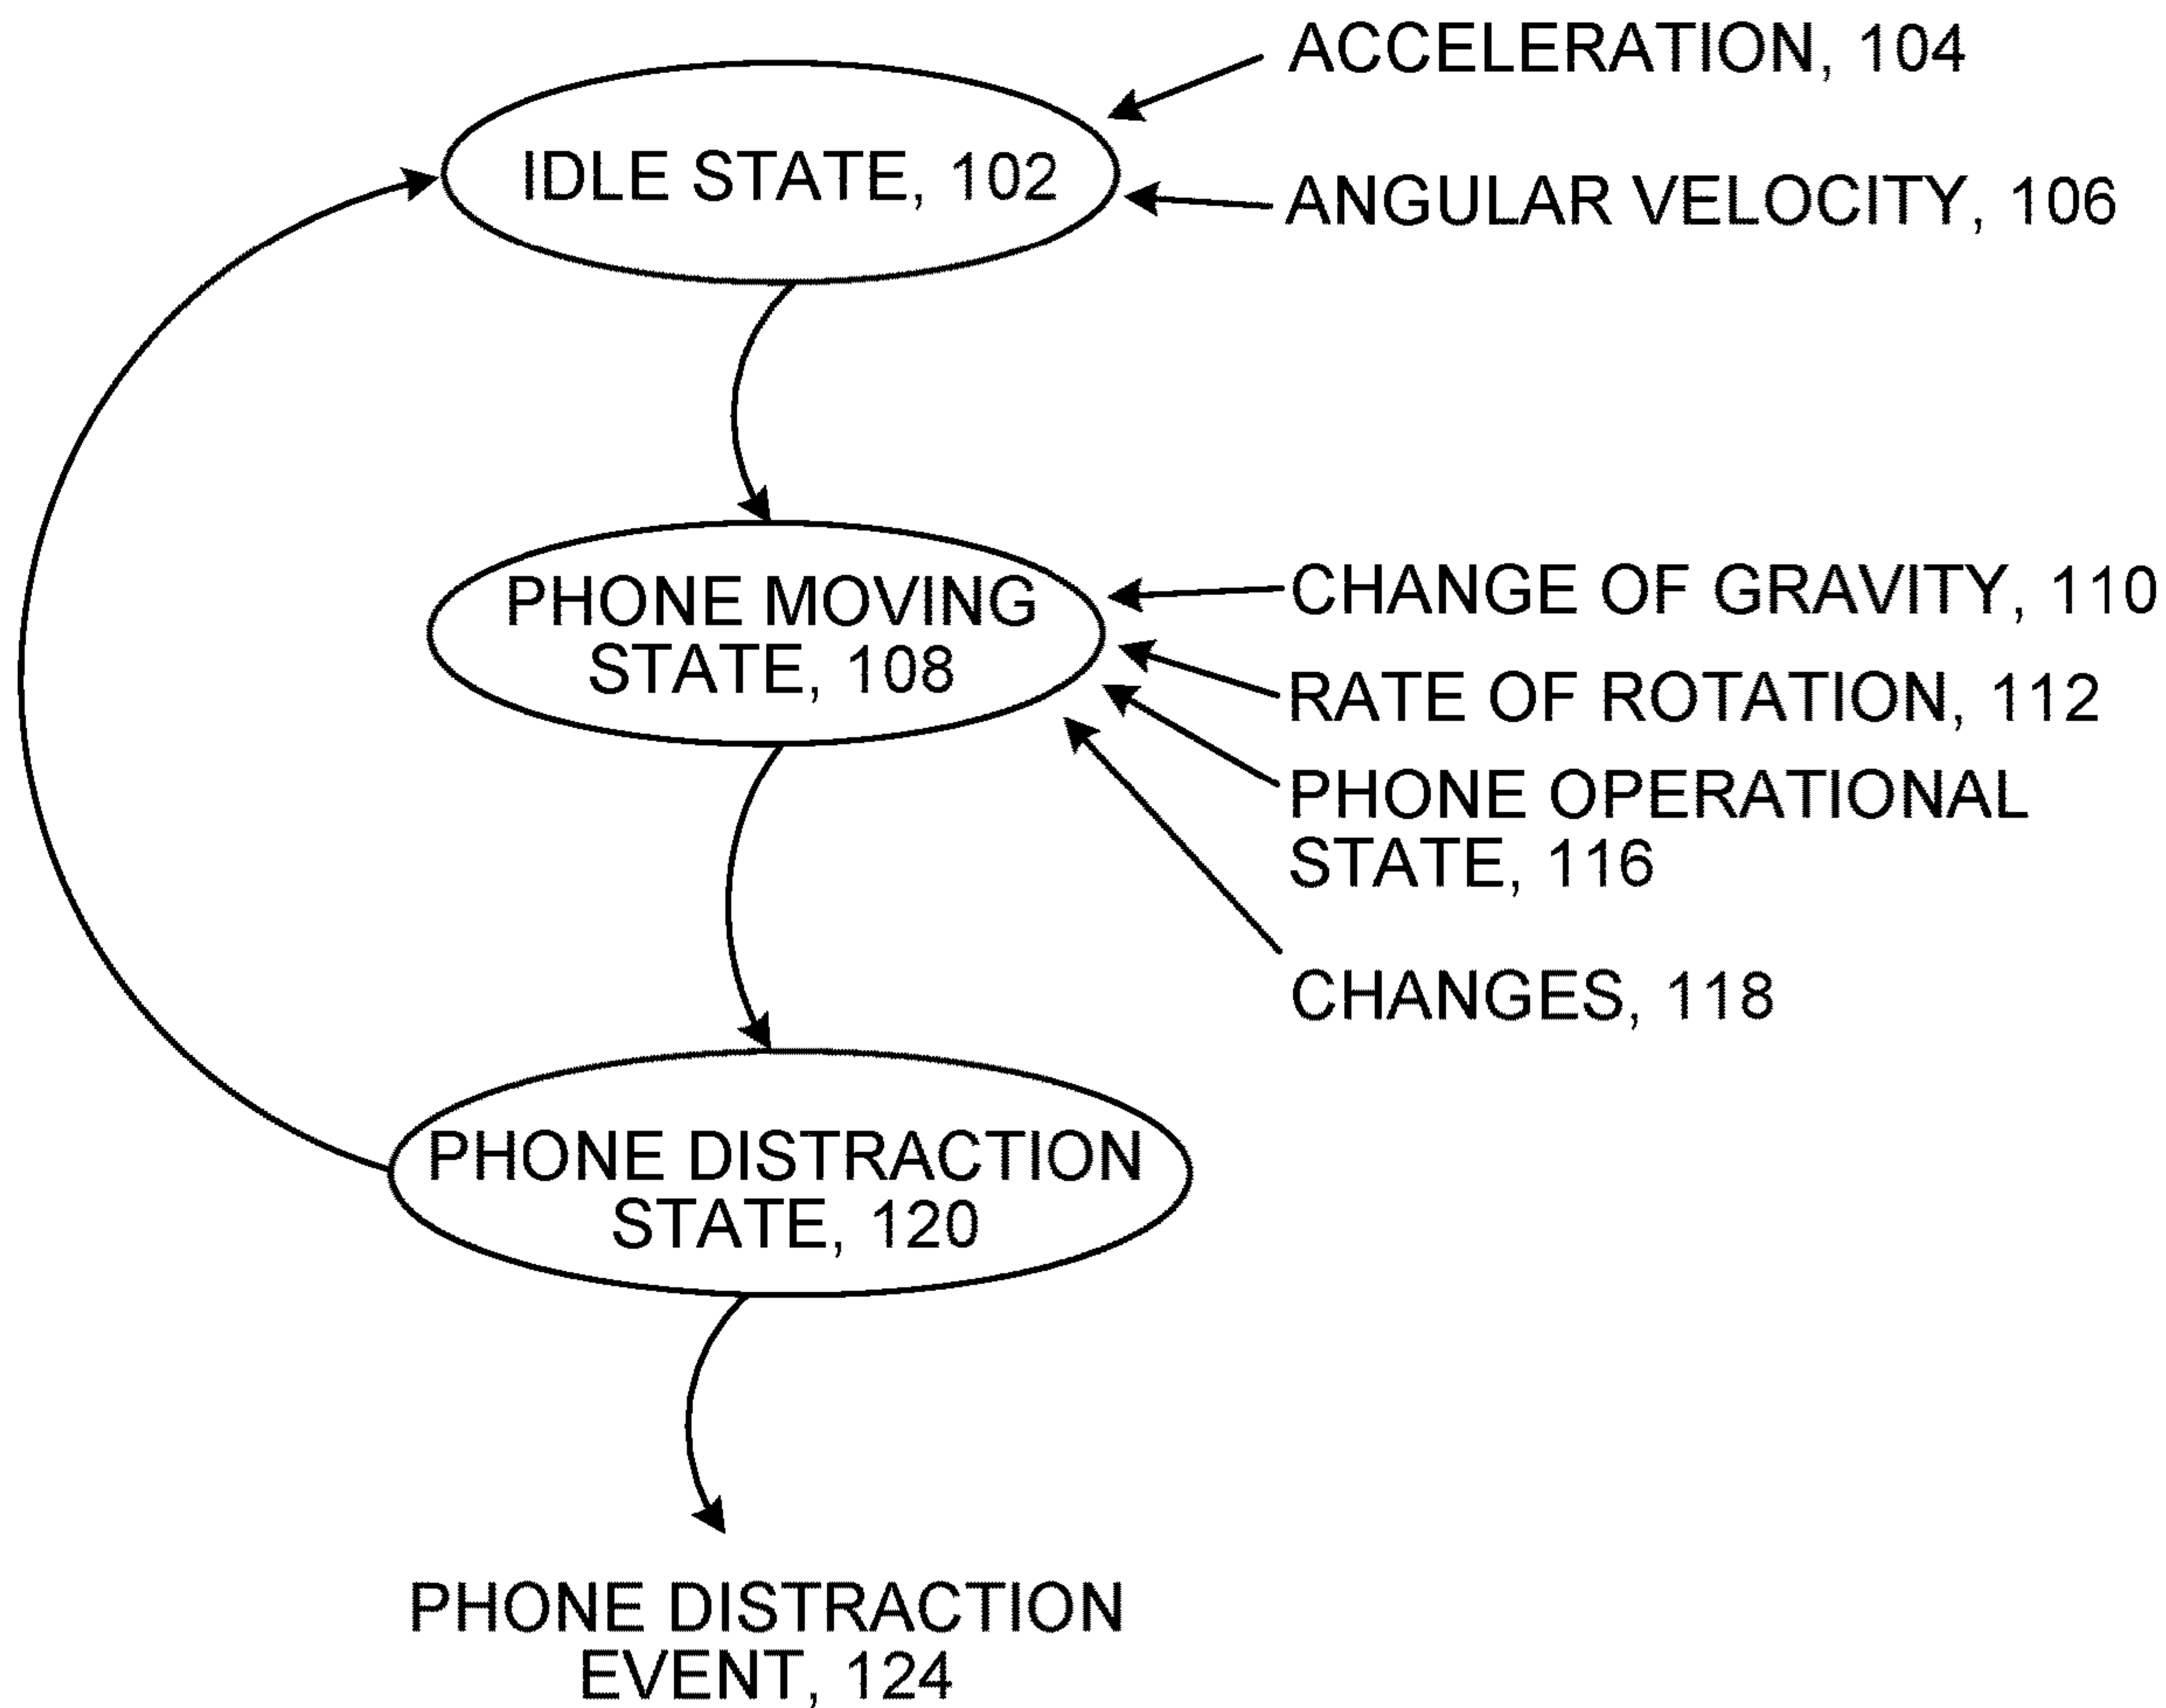 ACCELERATION, 104
IDLE STATE, 102
ANGULAR VELOCITY, 106
PHONE MOVING
STATE, 108
CHANGE OF GRAVITY, 110
RATE OF ROTATION, 112
PHONE OPERATIONAL
STATE, 116
CHANGES, 118
PHONE DISTRACTION
STATE, 120
PHONE DISTRACTION
EVENT, 124